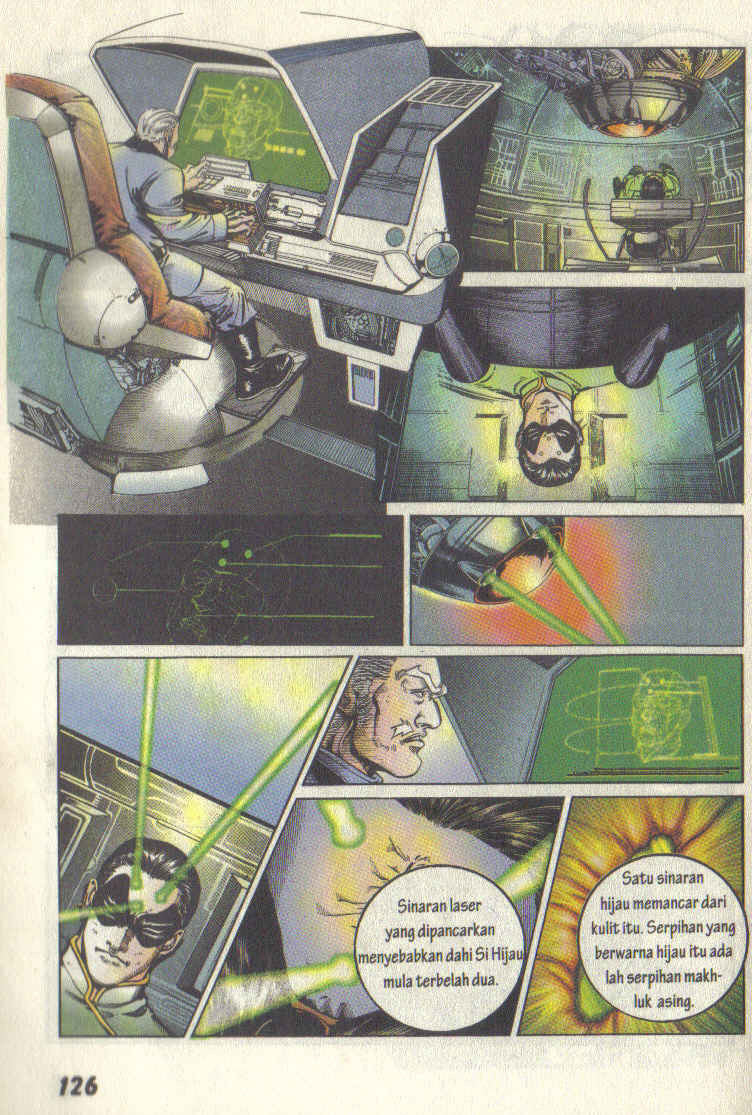 Sinaran laser
yang dipancarkan
menyebabkan dahi Si Hijau
mula terbelah dua.
Satu sinaran
hijau memancar dari
kulit itu. Serpihan yang
berwarna hijau itu ada
lah serpihan makh-
luk asing.
126